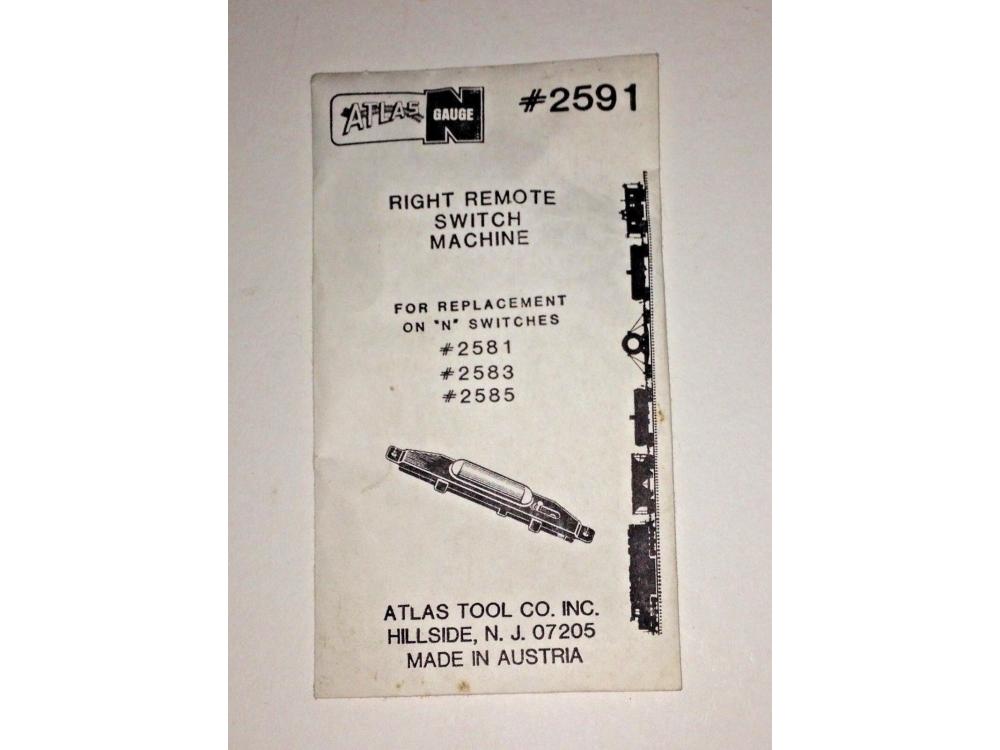 ATLAS N GAUGE #2591
RIGHT REMOTE
SWITCH
MACHINE
FOR REPLACEMENT
ON "N" SWITCHES
#2581
#2583
#2585
ATLAS TOOL CO. INC.
HILLSIDE, N. J. 07205
MADE IN AUSTRIA